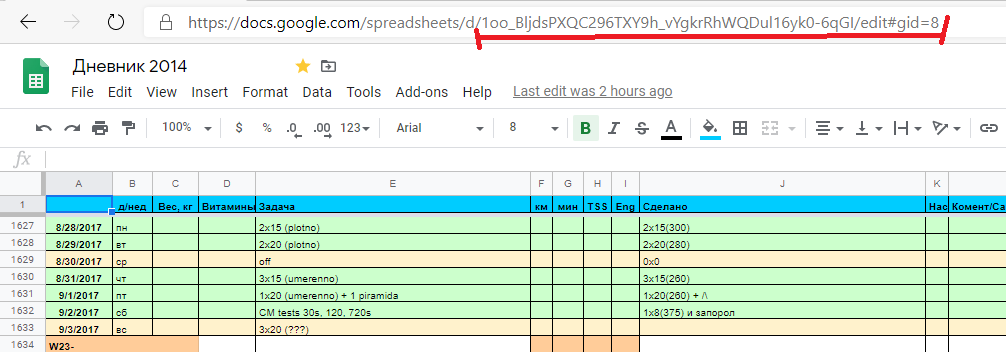 https://docs.google.com/spreadsheets/d/1oo_BljdsPXQC296TXY9h_vYgkrRhWQDul16yk0-6qGI/edit#gid=8
Дневник 2014
File Edit View Insert Format Data Tools Add-ons Help Last edit was 2 hours ago
100% $ % .0 .00 123 Arial 8 B I S A
fx
A B C D E F G H I J K
1 д/нед Вес, кг Витамины Задача км мин TSS Eng Сделано Нас Комент/Са
1627 8/28/2017 пн 2x15 (plotno) 2x15(300)
1628 8/29/2017 вт 2x20 (plotno) 2x20(280)
1629 8/30/2017 ср off 0x0
1630 8/31/2017 чт 3x15 (umerenno) 3x15(260)
1631 9/1/2017 пт 1x20 (umerenno) + 1 piramida 1x20(260) + /\
1632 9/2/2017 сб CM tests 30s, 120, 720s 1x8(375) и запорол
1633 9/3/2017 вс 3x20 (???)
1634 W23-